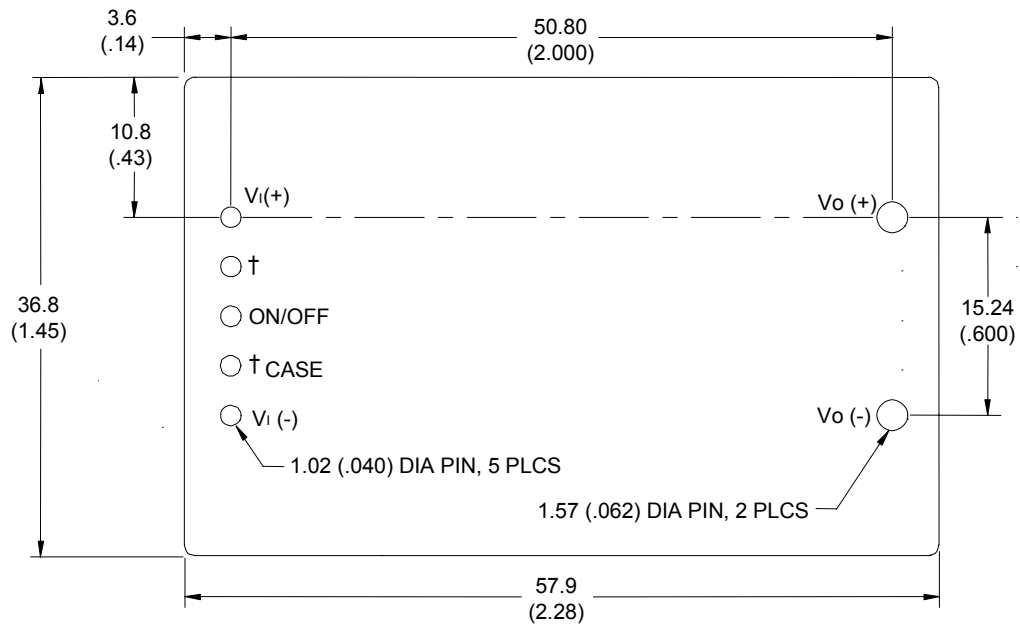 3.6
(.14)
50.80
(2.000)
10.8
(.43)
VI(+)
Vo (+)
†
36.8
(1.45)
ON/OFF
15.24
(.600)
† CASE
VI (-)
Vo (-)
1.02 (.040) DIA PIN, 5 PLCS
1.57 (.062) DIA PIN, 2 PLCS
57.9
(2.28)